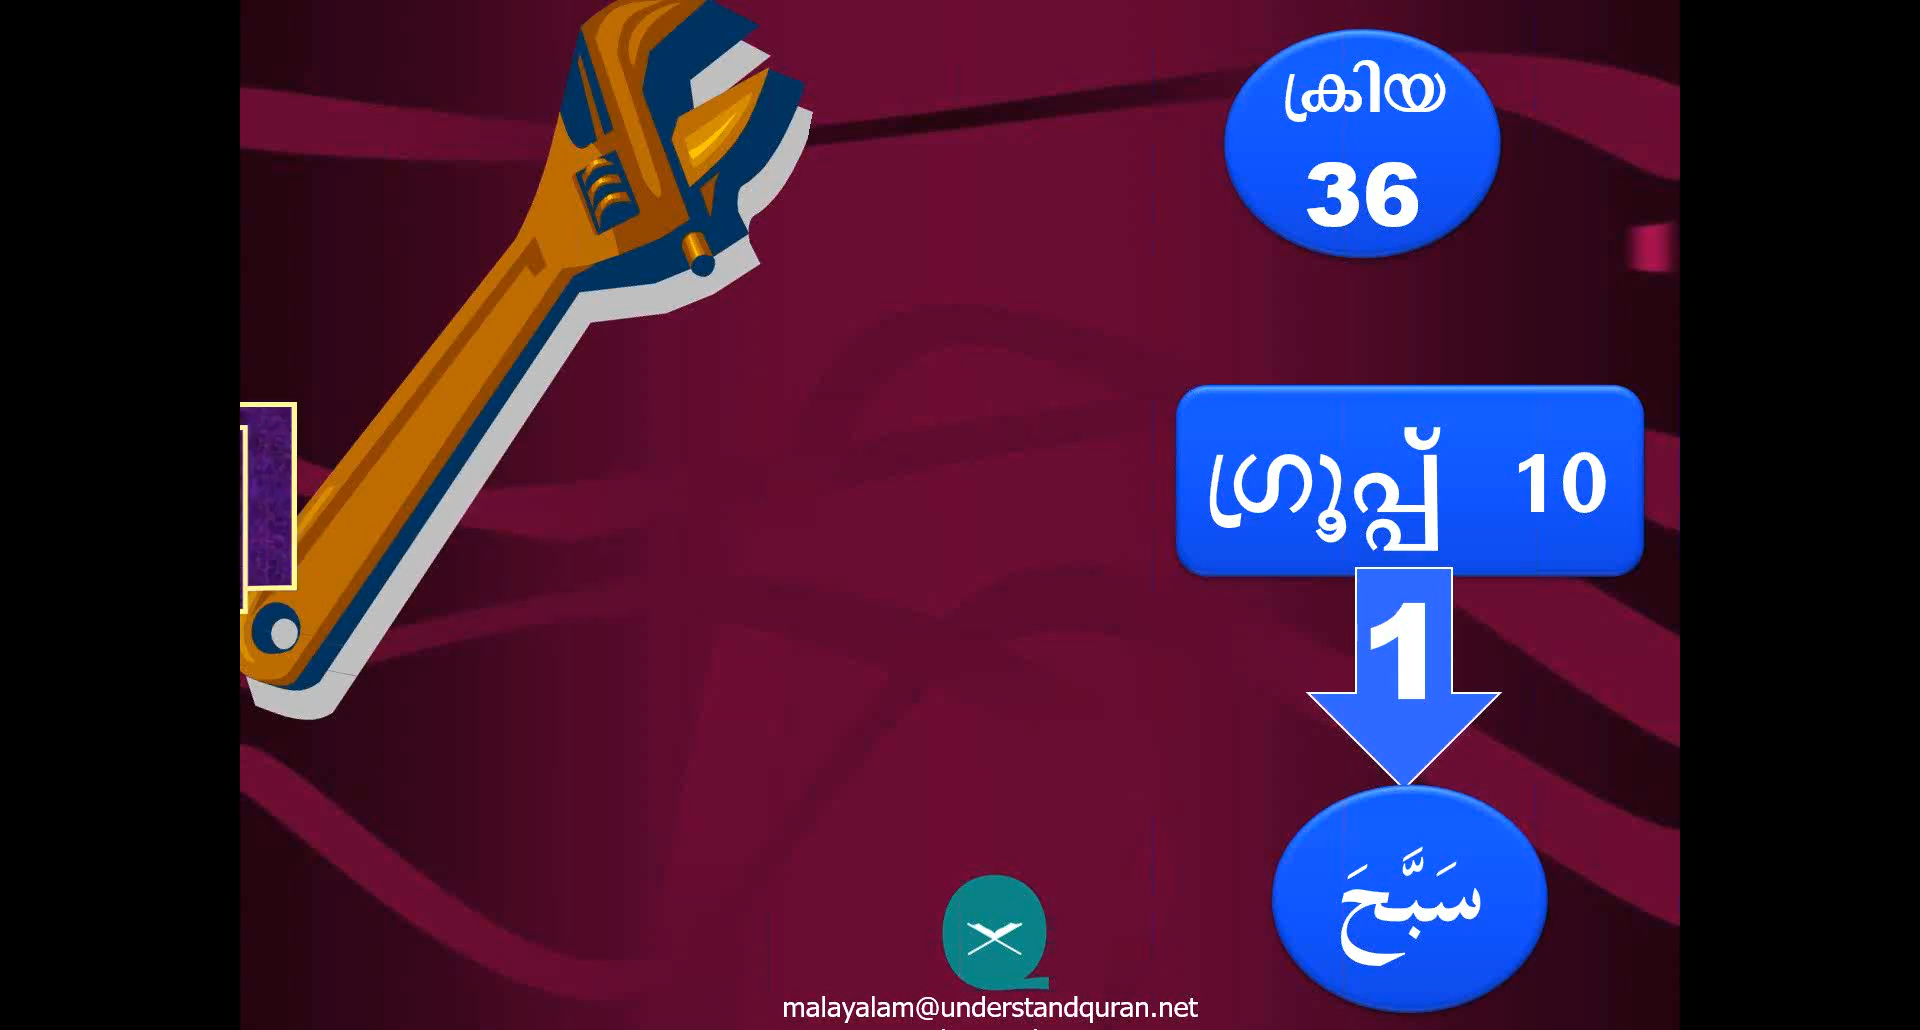 ക്രിയ
36
ഗ്രൂപ്പ് 10
1
سَبَّحَ
malayalam@understandquran.net